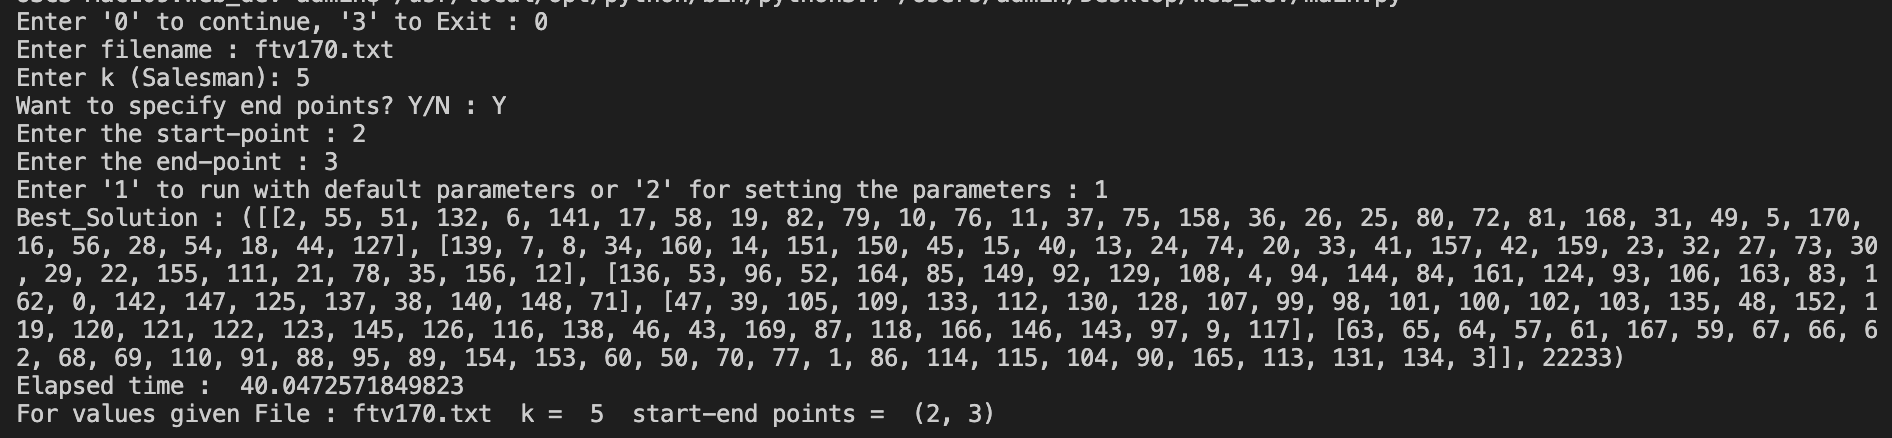 Enter '0' to continue, '3' to Exit : 0
Enter filename : ftv170.txt
Enter k (Salesman): 5
Want to specify end points? Y/N : Y
Enter the start-point : 2
Enter the end-point : 3
Enter '1' to run with default parameters or '2' for setting the parameters : 1
Best_Solution : ([[2, 55, 51, 132, 6, 141, 17, 58, 19, 82, 79, 10, 76, 11, 37, 75, 158, 36, 26, 25, 80, 72, 81, 168, 31, 49, 5, 170,
16, 56, 28, 54, 18, 44, 127], [139, 7, 8, 34, 160, 14, 151, 150, 45, 15, 40, 13, 24, 74, 20, 33, 41, 157, 42, 159, 23, 32, 27, 73, 30
, 29, 22, 155, 111, 21, 78, 35, 156, 12], [136, 53, 96, 52, 164, 85, 149, 92, 129, 108, 4, 94, 144, 84, 161, 124, 93, 106, 163, 83, 1
62, 0, 142, 147, 125, 137, 38, 140, 148, 71], [47, 39, 105, 109, 133, 112, 130, 128, 107, 99, 98, 101, 100, 102, 103, 135, 48, 152, 1
19, 120, 121, 122, 123, 145, 126, 116, 138, 46, 43, 169, 87, 118, 166, 146, 143, 97, 9, 117], [63, 65, 64, 57, 61, 167, 59, 67, 66, 6
2, 68, 69, 110, 91, 88, 95, 89, 154, 153, 60, 50, 70, 77, 1, 86, 114, 115, 104, 90, 165, 113, 131, 134, 3]], 22233)
Elapsed time :  40.0472571849823
For values given File : ftv170.txt  k =  5  start-end points =  (2, 3)